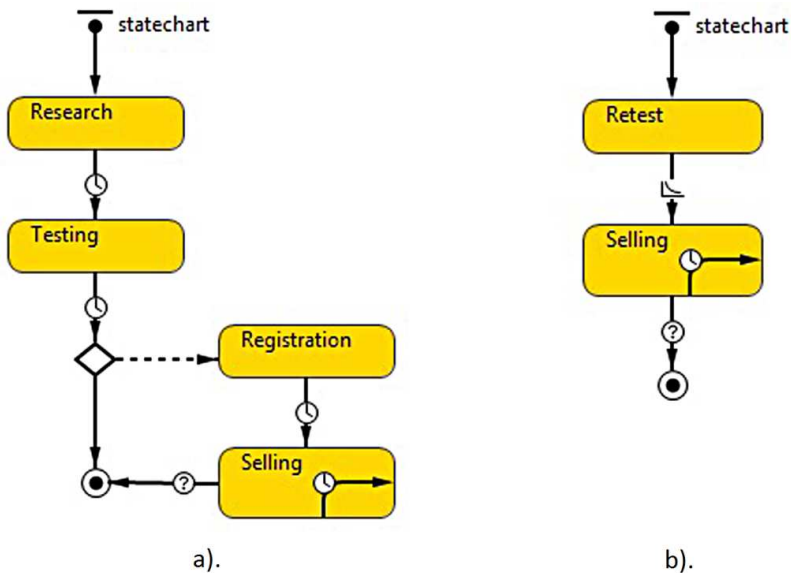 statechart
Research
Testing
Registration
Selling
?
a).
statechart
Retest
Selling
?
b).